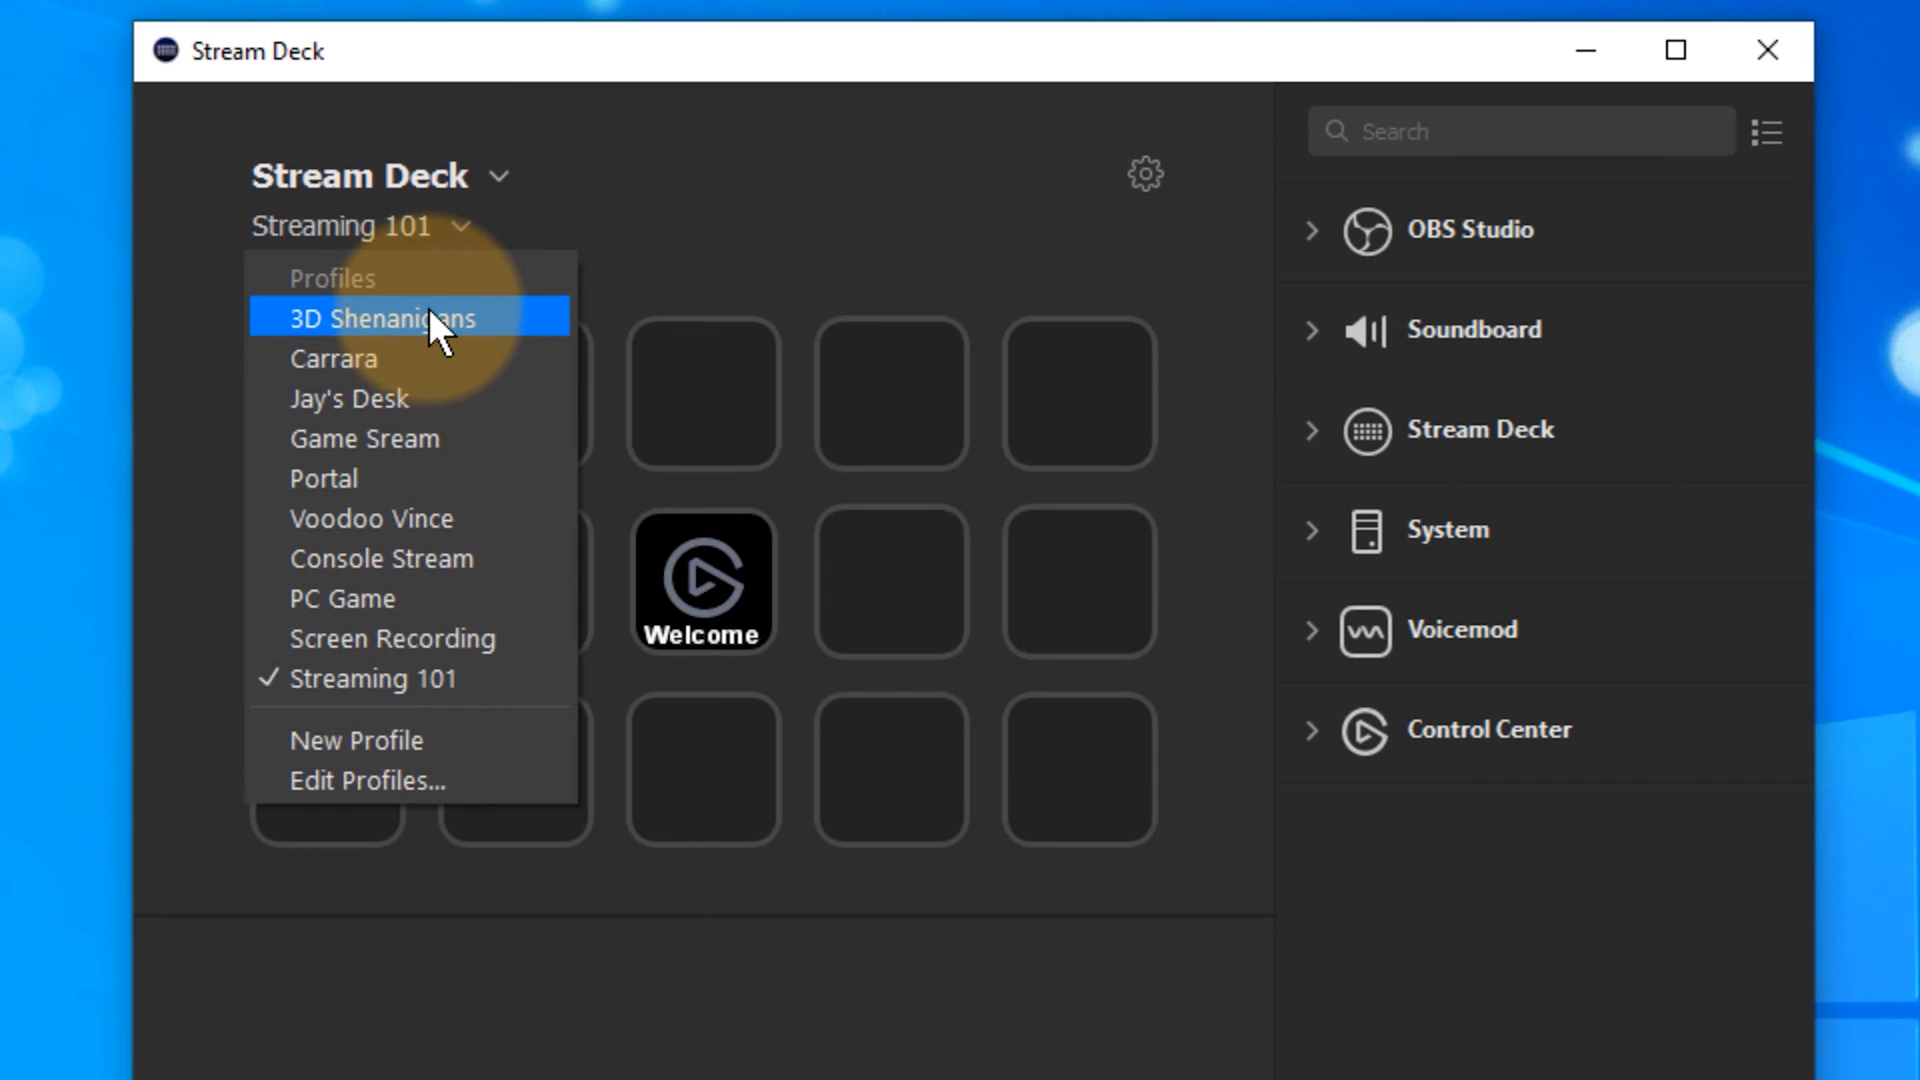 Stream Deck
Search
Stream Deck
Streaming 101
Profiles
3D Shenanigans
Carrara
Jay's Desk
Game Sream
Portal
Voodoo Vince
Console Stream
PC Game
Screen Recording
Streaming 101
New Profile
Edit Profiles...
Welcome
OBS Studio
Soundboard
Stream Deck
System
Voicemod
Control Center